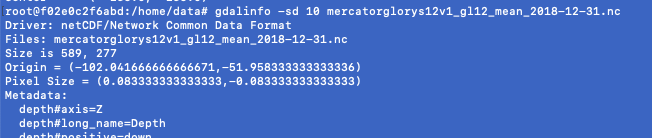 root@f02e0c2f6abd:/home/data# gdalinfo -sd 10 mercatorglorys12v1_gl12_mean_2018-12-31.nc
Driver: netCDF/Network Common Data Format
Files: mercatorglorys12v1_gl12_mean_2018-12-31.nc
Size is 589, 277
Origin = (-102.041666666666671,-51.958333333333336)
Pixel Size = (0.083333333333333,-0.083333333333333)
Metadata:
  depth#axis=Z
  depth#long_name=Depth
  depth#positive=down